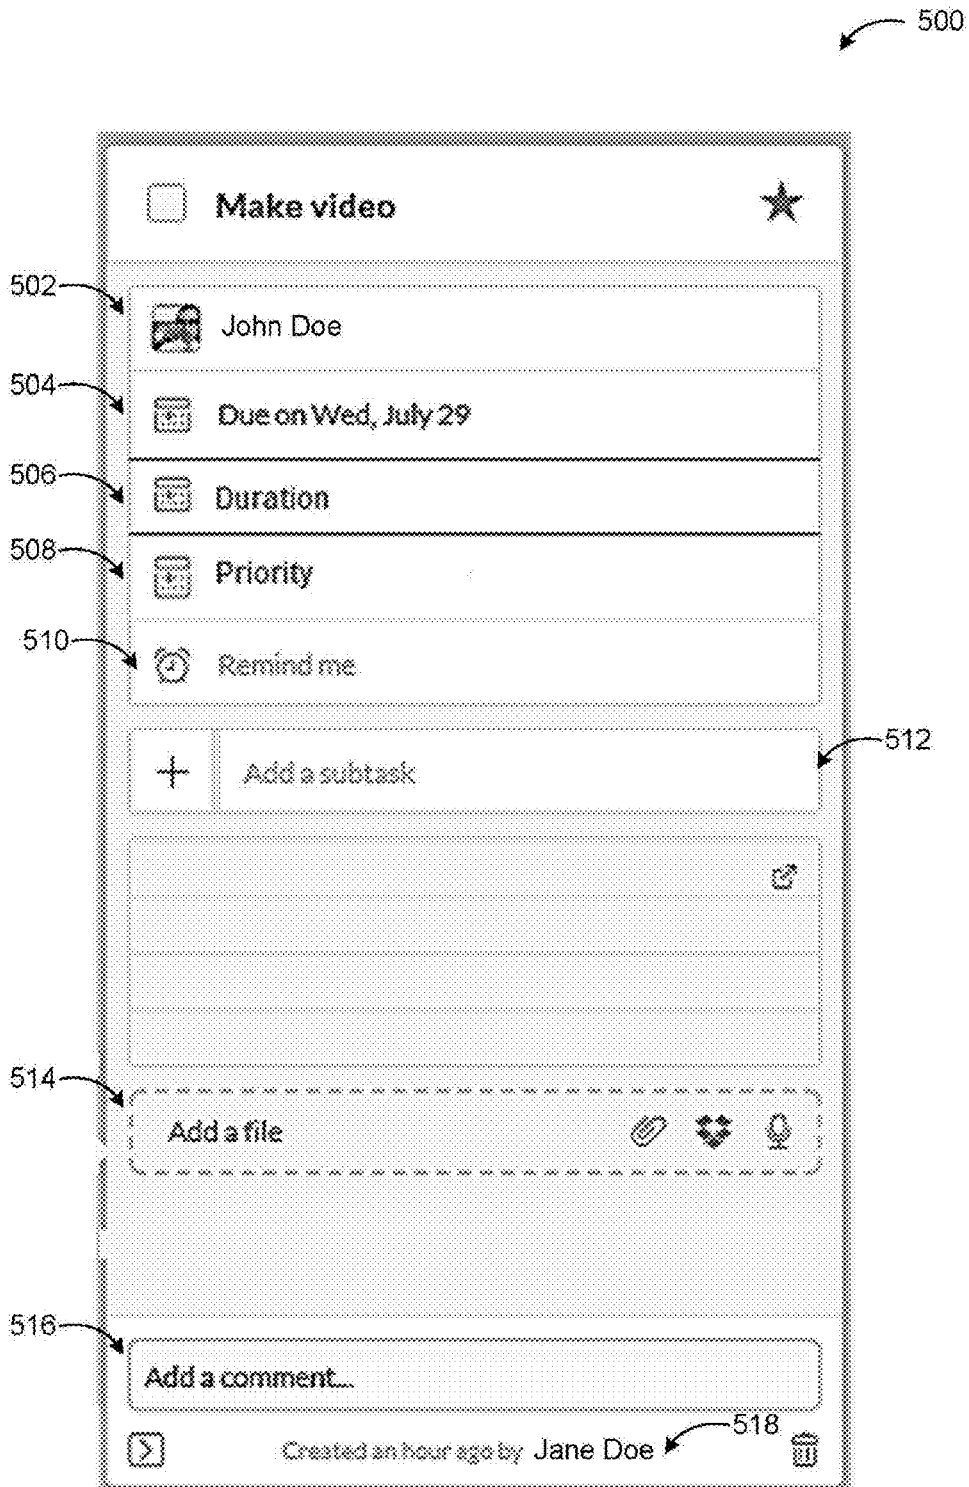 500
Make video
502
John Doe
504
Due on Wed, July 29
506
Duration
508
Priority
510
Remind me
512
Add a subtask
514
Add a file
516
Add a comment...
518
Created an hour ago by Jane Doe